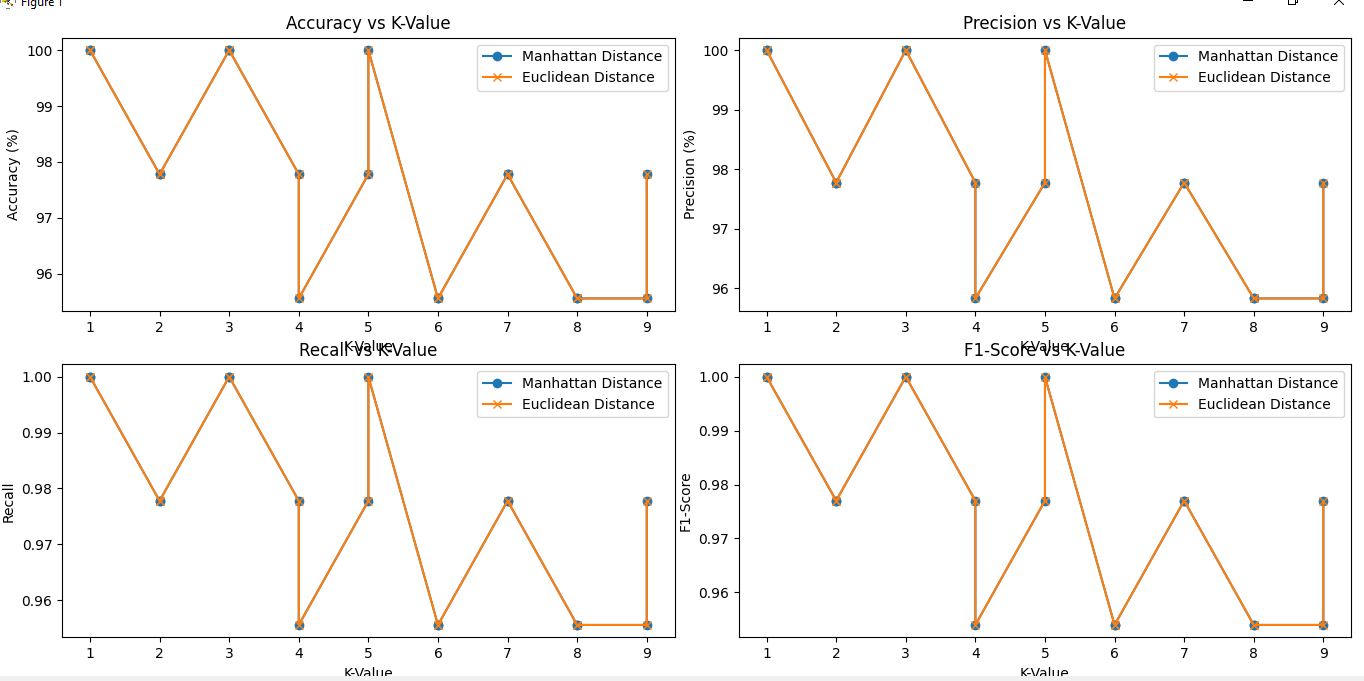 Figure 1
Accuracy vs K-Value
Manhattan Distance
Euclidean Distance
Accuracy (%)
100
99
98
97
96
1 2 3 4 5 6 7 8 9
K-Value
Precision vs K-Value
Manhattan Distance
Euclidean Distance
Precision (%)
100
99
98
97
96
1 2 3 4 5 6 7 8 9
K-Value
Recall vs K-Value
Manhattan Distance
Euclidean Distance
Recall
1.00
0.99
0.98
0.97
0.96
1 2 3 4 5 6 7 8 9
K-Value
F1-Score vs K-Value
Manhattan Distance
Euclidean Distance
F1-Score
1.00
0.99
0.98
0.97
0.96
1 2 3 4 5 6 7 8 9
K-Value